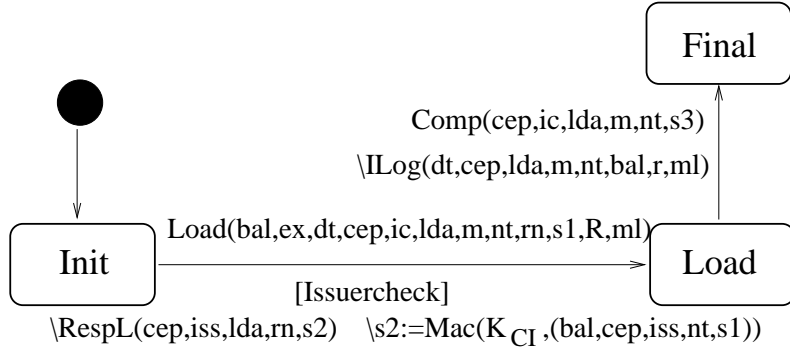 Final
Comp(cep,ic,lda,m,nt,s3)
\ILog(dt,cep,lda,m,nt,bal,r,ml)
Load(bal,ex,dt,cep,ic,lda,m,nt,rn,s1,R,ml)
Init
Load
[Issuercheck]
\RespL(cep,iss,lda,rn,s2) \s2:=Mac(K_CI,(bal,cep,iss,nt,s1))